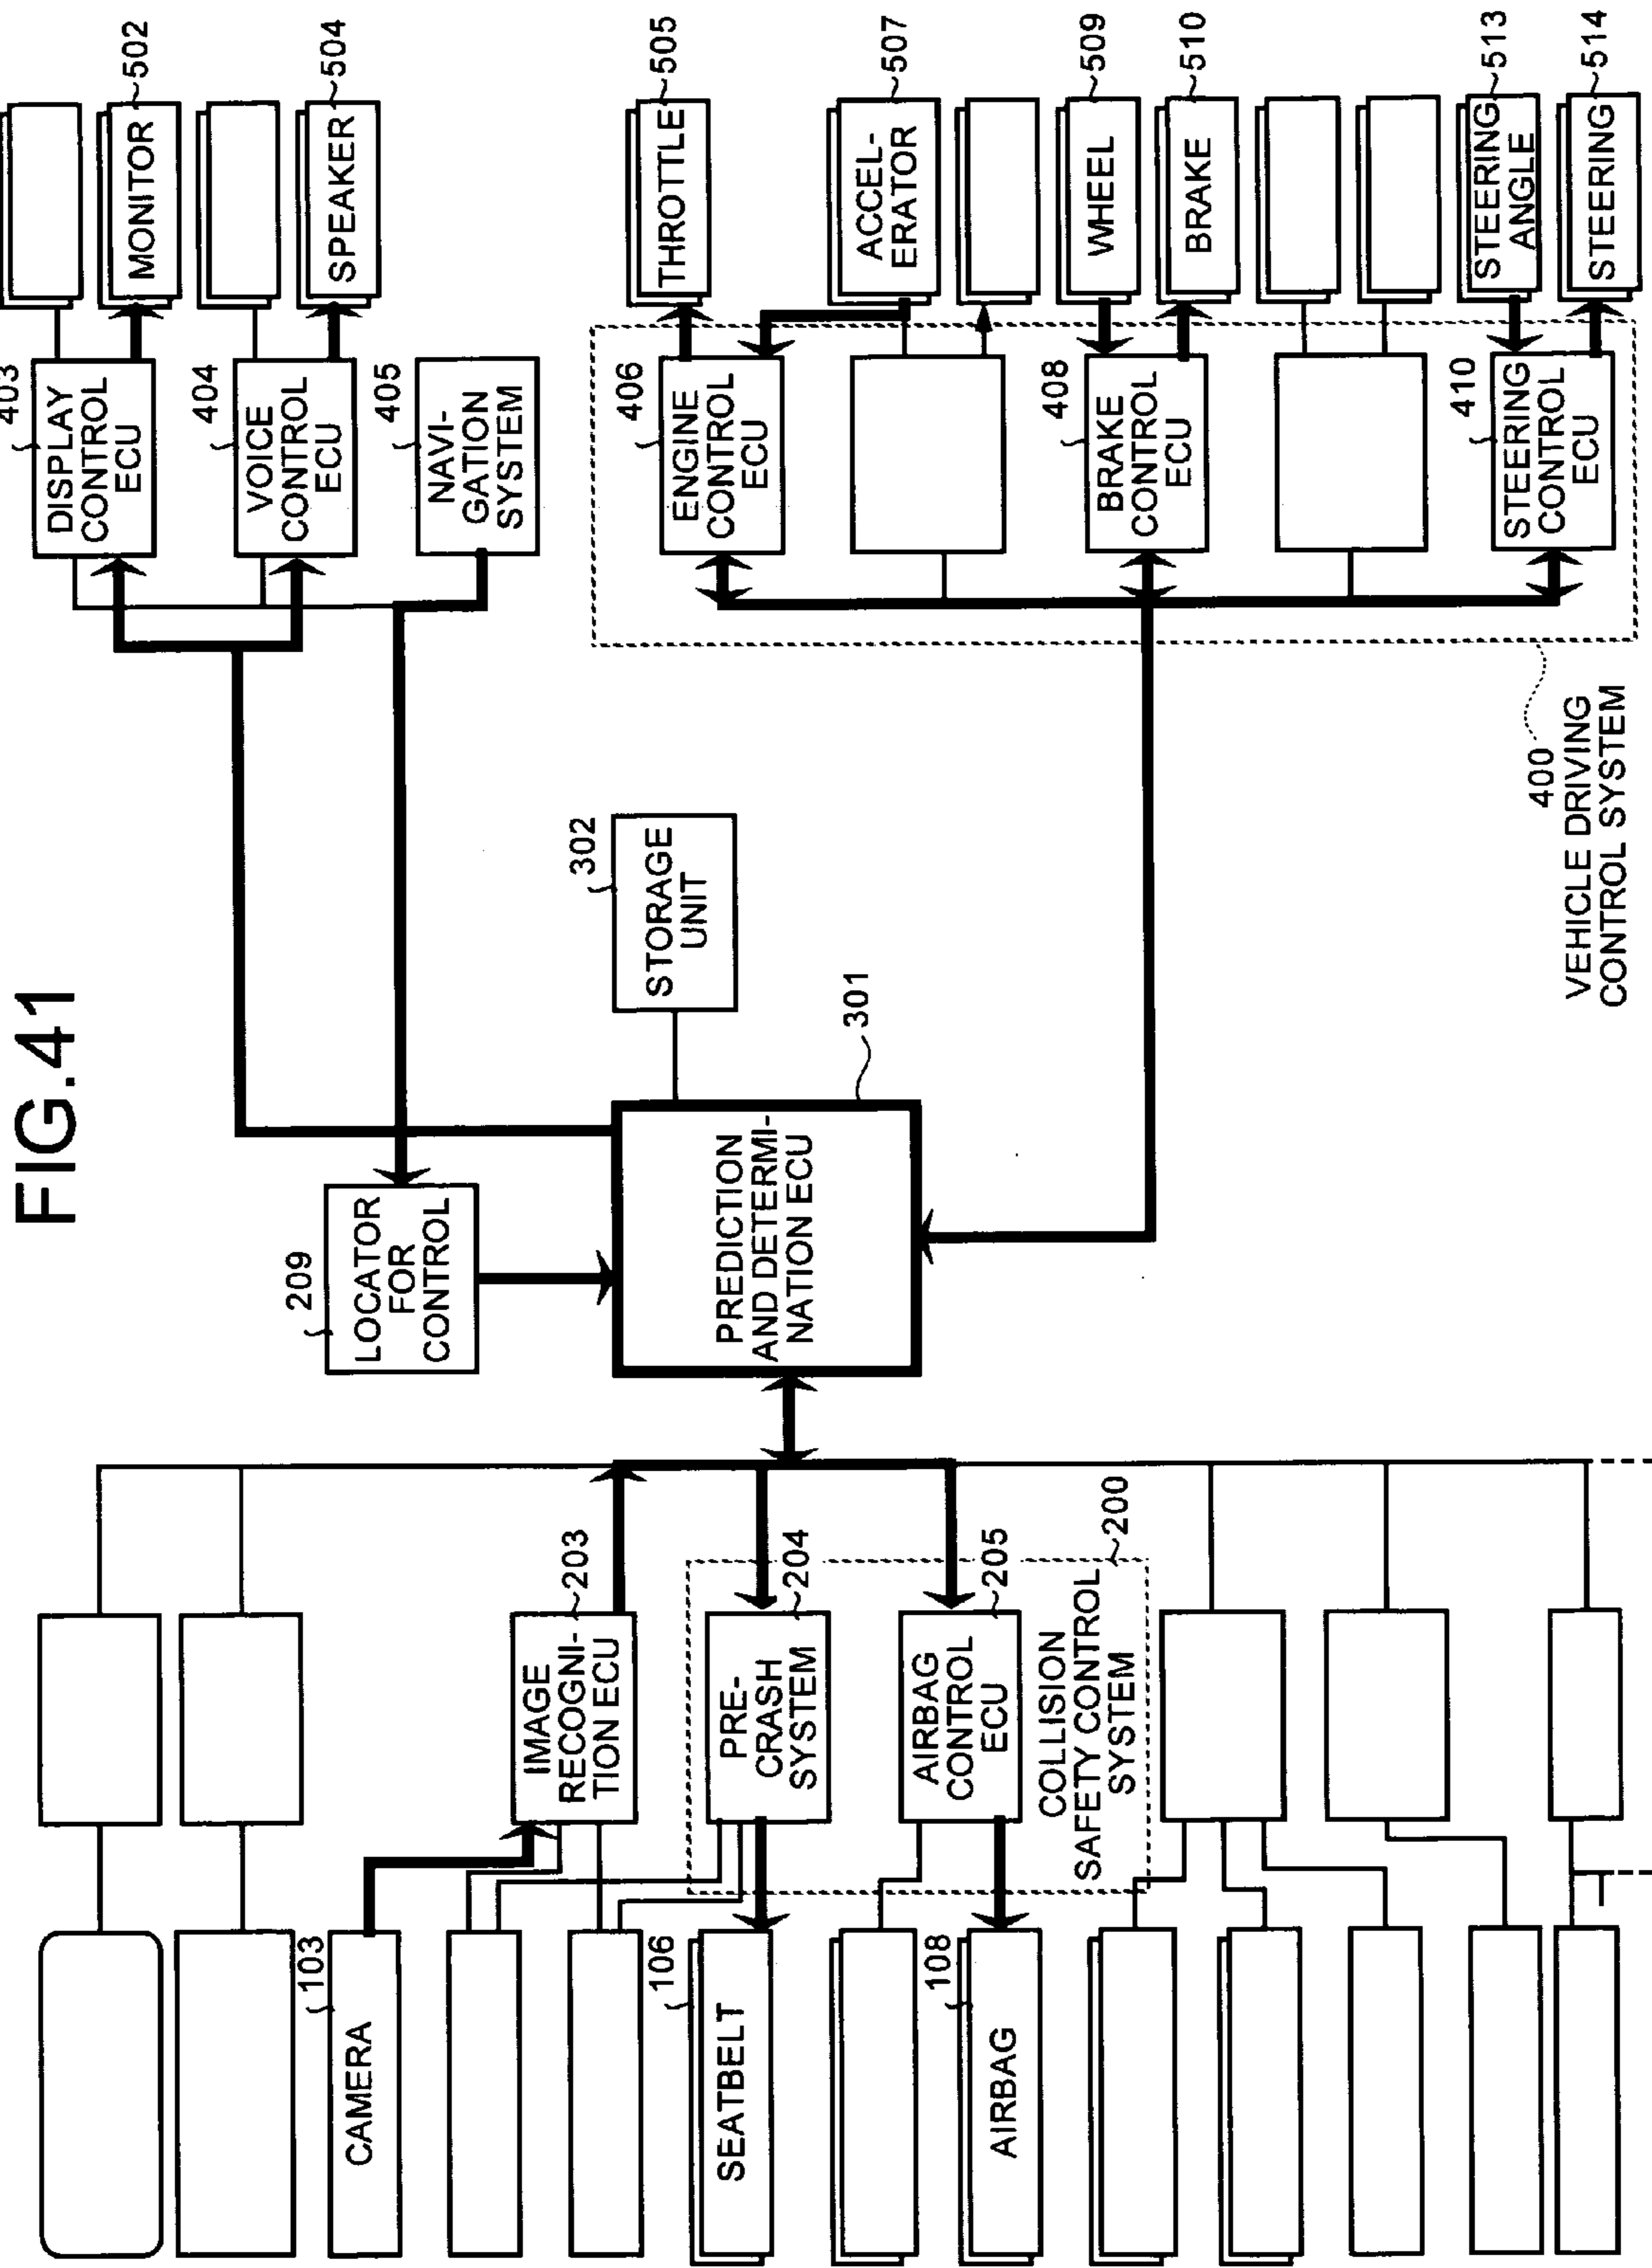 FIG.41
103
CAMERA
106
SEATBELT
108
AIRBAG
203
IMAGE
RECOGNI-
TION ECU
204
PRE-
CRASH
SYSTEM
205
AIRBAG
CONTROL
ECU
200
COLLISION
SAFETY CONTROL
SYSTEM
209
LOCATOR
FOR
CONTROL
301
PREDICTION
AND DETERMI-
NATION ECU
302
STORAGE
UNIT
403
DISPLAY
CONTROL
ECU
404
VOICE
CONTROL
ECU
405
NAVI-
GATION
SYSTEM
406
ENGINE
CONTROL
ECU
408
BRAKE
CONTROL
ECU
410
STEERING
CONTROL
ECU
400
VEHICLE DRIVING
CONTROL SYSTEM
502
MONITOR
504
SPEAKER
505
THROTTLE
507
ACCEL-
ERATOR
509
WHEEL
510
BRAKE
513
STEERING
ANGLE
514
STEERING